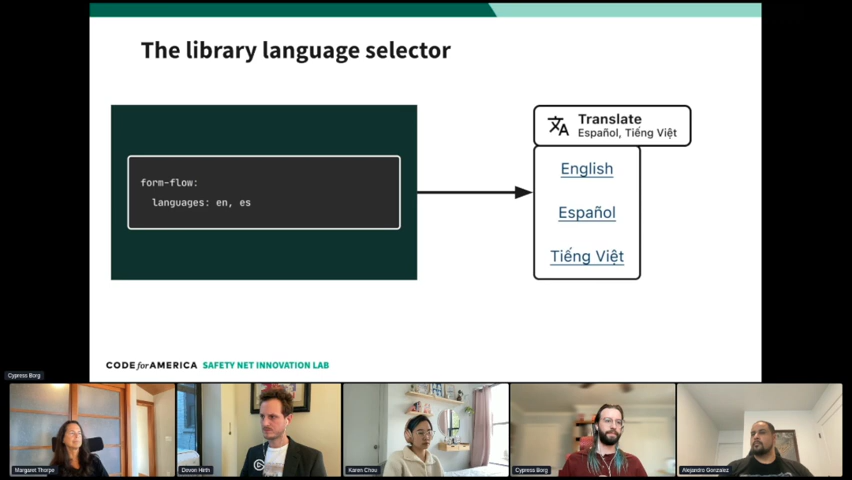 The library language selector
form-flow:
languages: en, es
Translate
Español, Tiếng Việt
English
Español
Tiếng Việt
CODE for AMERICA SAFETY NET INNOVATION LAB
Cypress Borg
Margaret Thorpe
Devon Hirth
Karen Chou
Cypress Borg
Alejandro Gonzalez